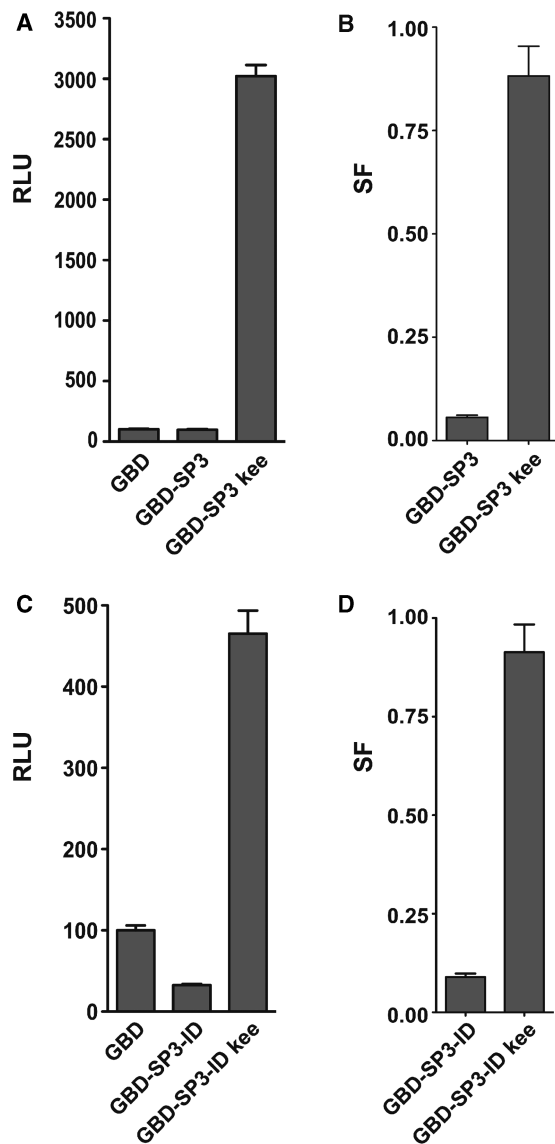 A
3500
3000
2500
2000
1500
1000
500
0
RLU
GBD
GBD-SP3
GBD-SP3 kee
B
1.00
0.75
0.50
0.25
0.00
SF
GBD-SP3
GBD-SP3 kee
C
500
400
300
200
100
0
RLU
GBD
GBD-SP3-ID
GBD-SP3-ID kee
D
1.00
0.75
0.50
0.25
0.00
SF
GBD-SP3-ID
GBD-SP3-ID kee